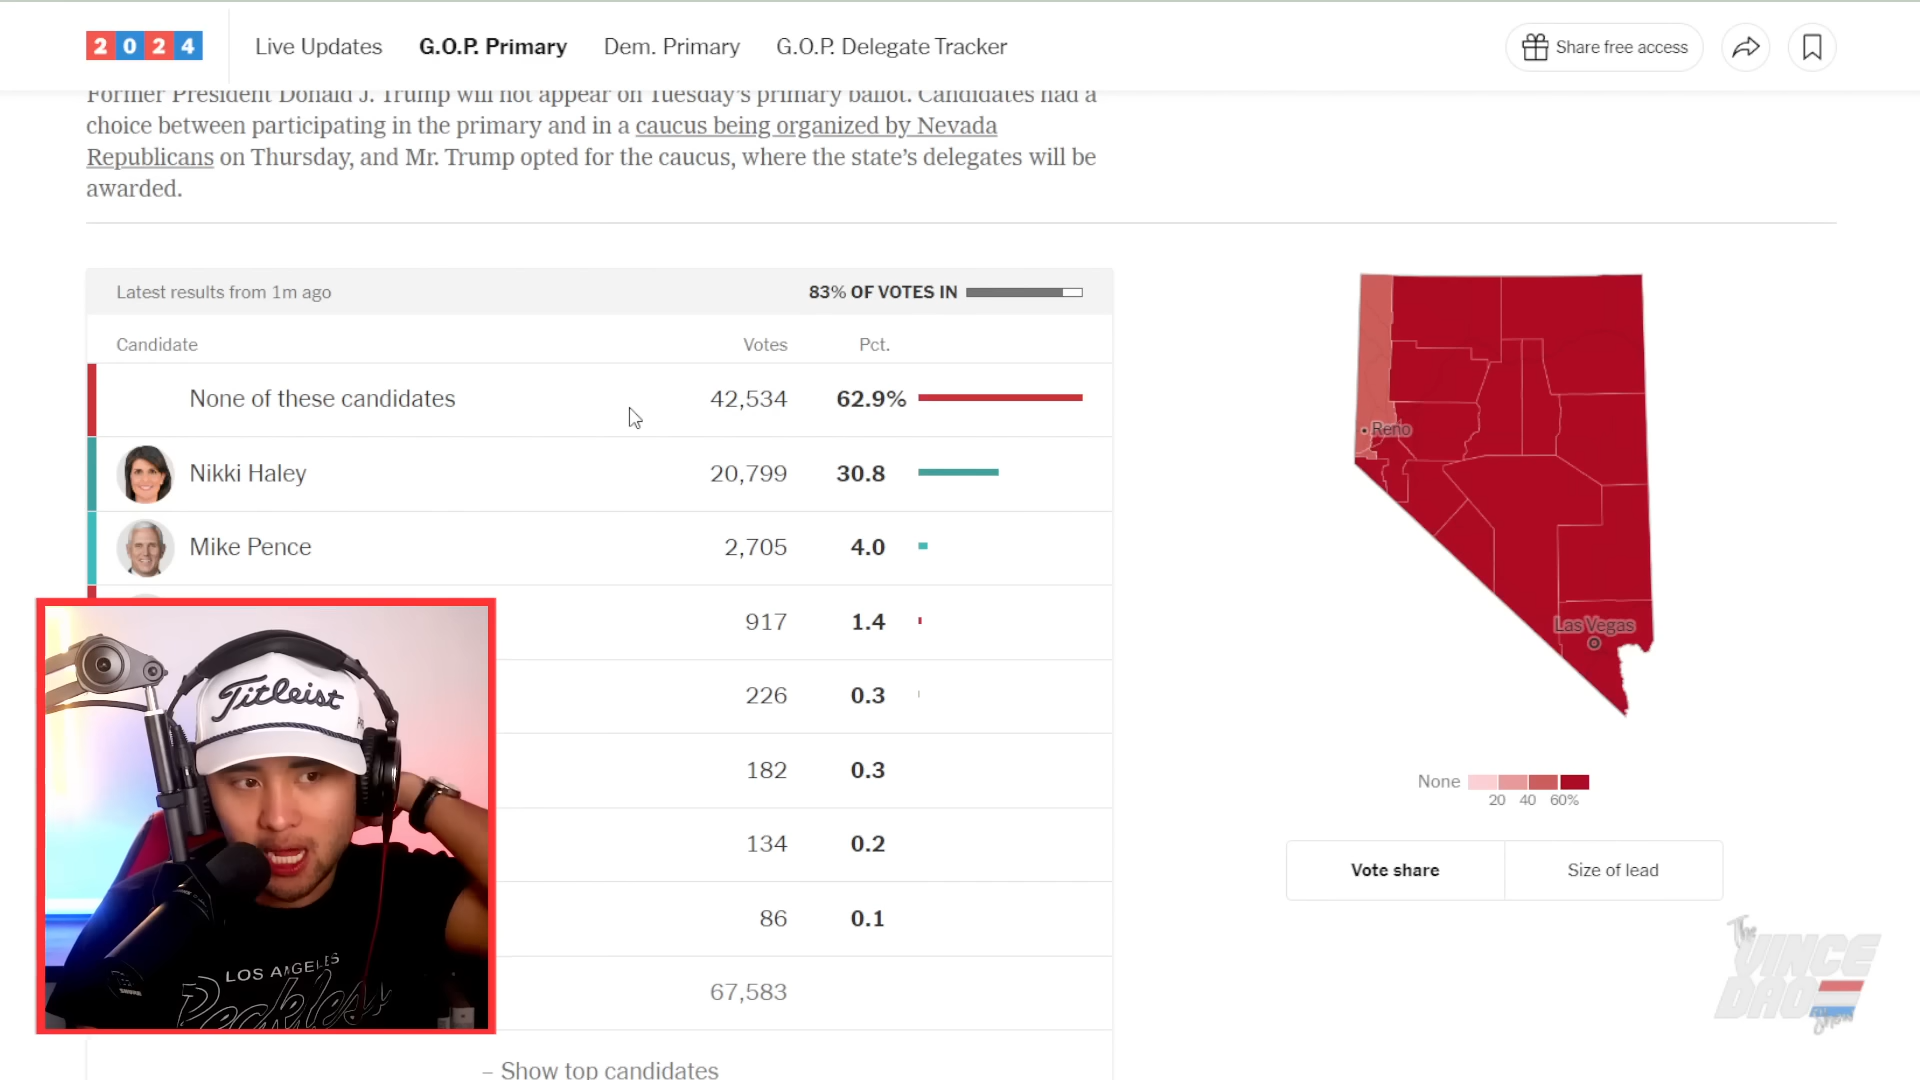 2024
Live Updates
G.O.P. Primary
Dem. Primary
G.O.P. Delegate Tracker
Share free access
Former President Donald J. Trump will not appear on Tuesday's primary ballot. Candidates had a
choice between participating in the primary and in a caucus being organized by Nevada
Republicans on Thursday, and Mr. Trump opted for the caucus, where the state's delegates will be
awarded.
Latest results from 1m ago
83% OF VOTES IN
Candidate Votes Pct.
None of these candidates 42,534 62.9%
Nikki Haley 20,799 30.8
Mike Pence 2,705 4.0
917 1.4
226 0.3
182 0.3
134 0.2
86 0.1
67,583
– Show top candidates
Reno
Las Vegas
None
20 40 60%
Vote share
Size of lead
Titleist
LOS ANGELES
Reckless
The
VINCE
DAO
Show